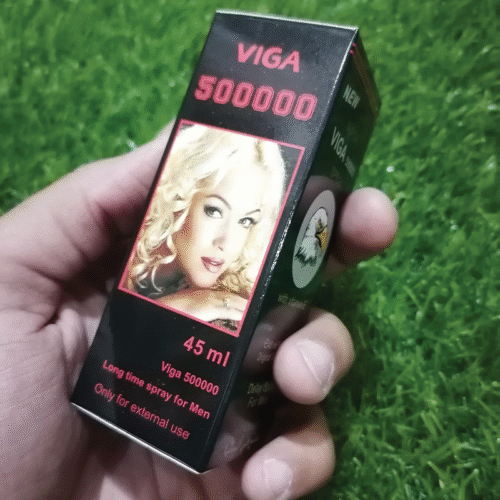 VIGA
500000
45 ml
Viga 500000
Long time spray for Men
Only for external use
NEW
VIGA